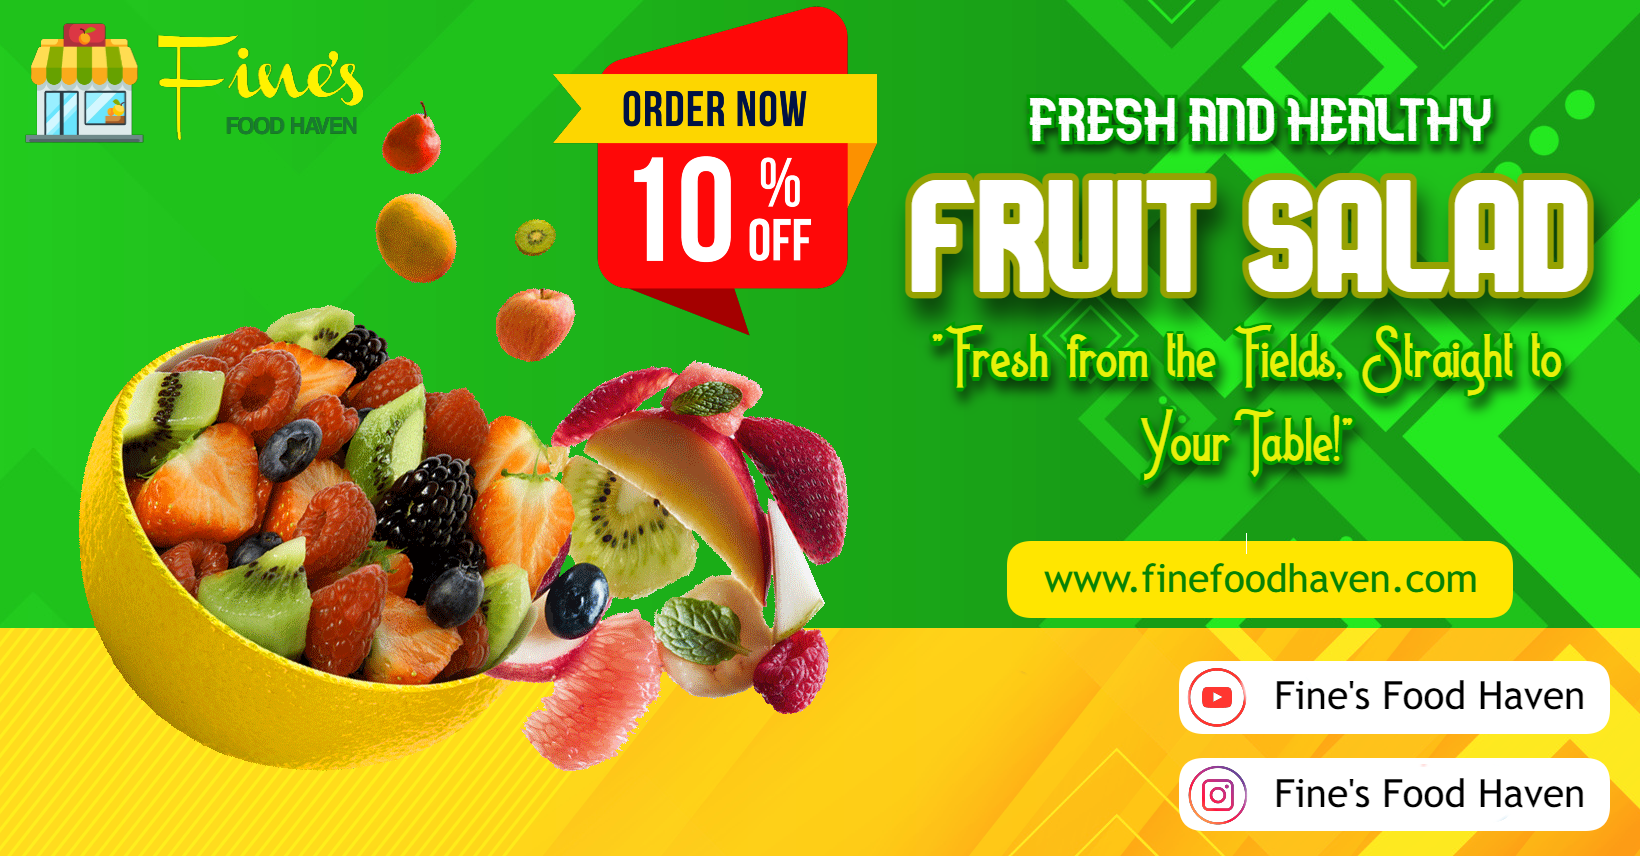 Fine's
FOOD HAVEN
ORDER NOW
10 % OFF
FRESH AND HEALTHY
FRUIT SALAD
"Fresh from the Fields, Straight to
Your Table!"
www.finefoodhaven.com
Fine's Food Haven
Fine's Food Haven